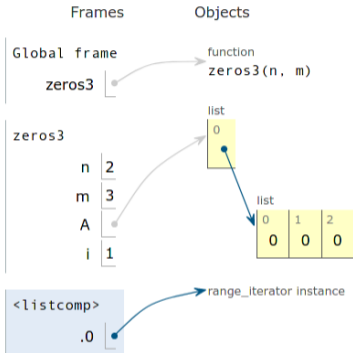 Frames Objects
Global frame
zeros3
function
zeros3(n, m)
zeros3
n 2
m 3
A
i 1
list
0
list
0 1 2
0 0 0
<listcomp>
.0
range_iterator instance